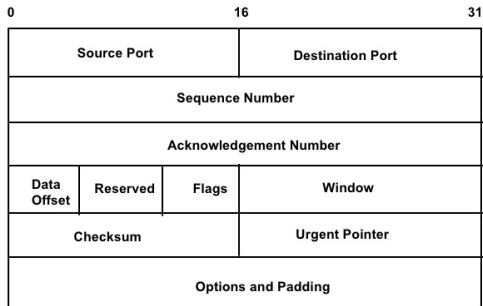 0 16 31
Source Port Destination Port
Sequence Number
Acknowledgement Number
Data Offset Reserved Flags Window
Checksum Urgent Pointer
Options and Padding